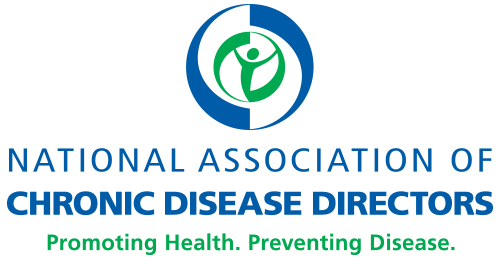 NATIONAL ASSOCIATION OF
CHRONIC DISEASE DIRECTORS
Promoting Health. Preventing Disease.